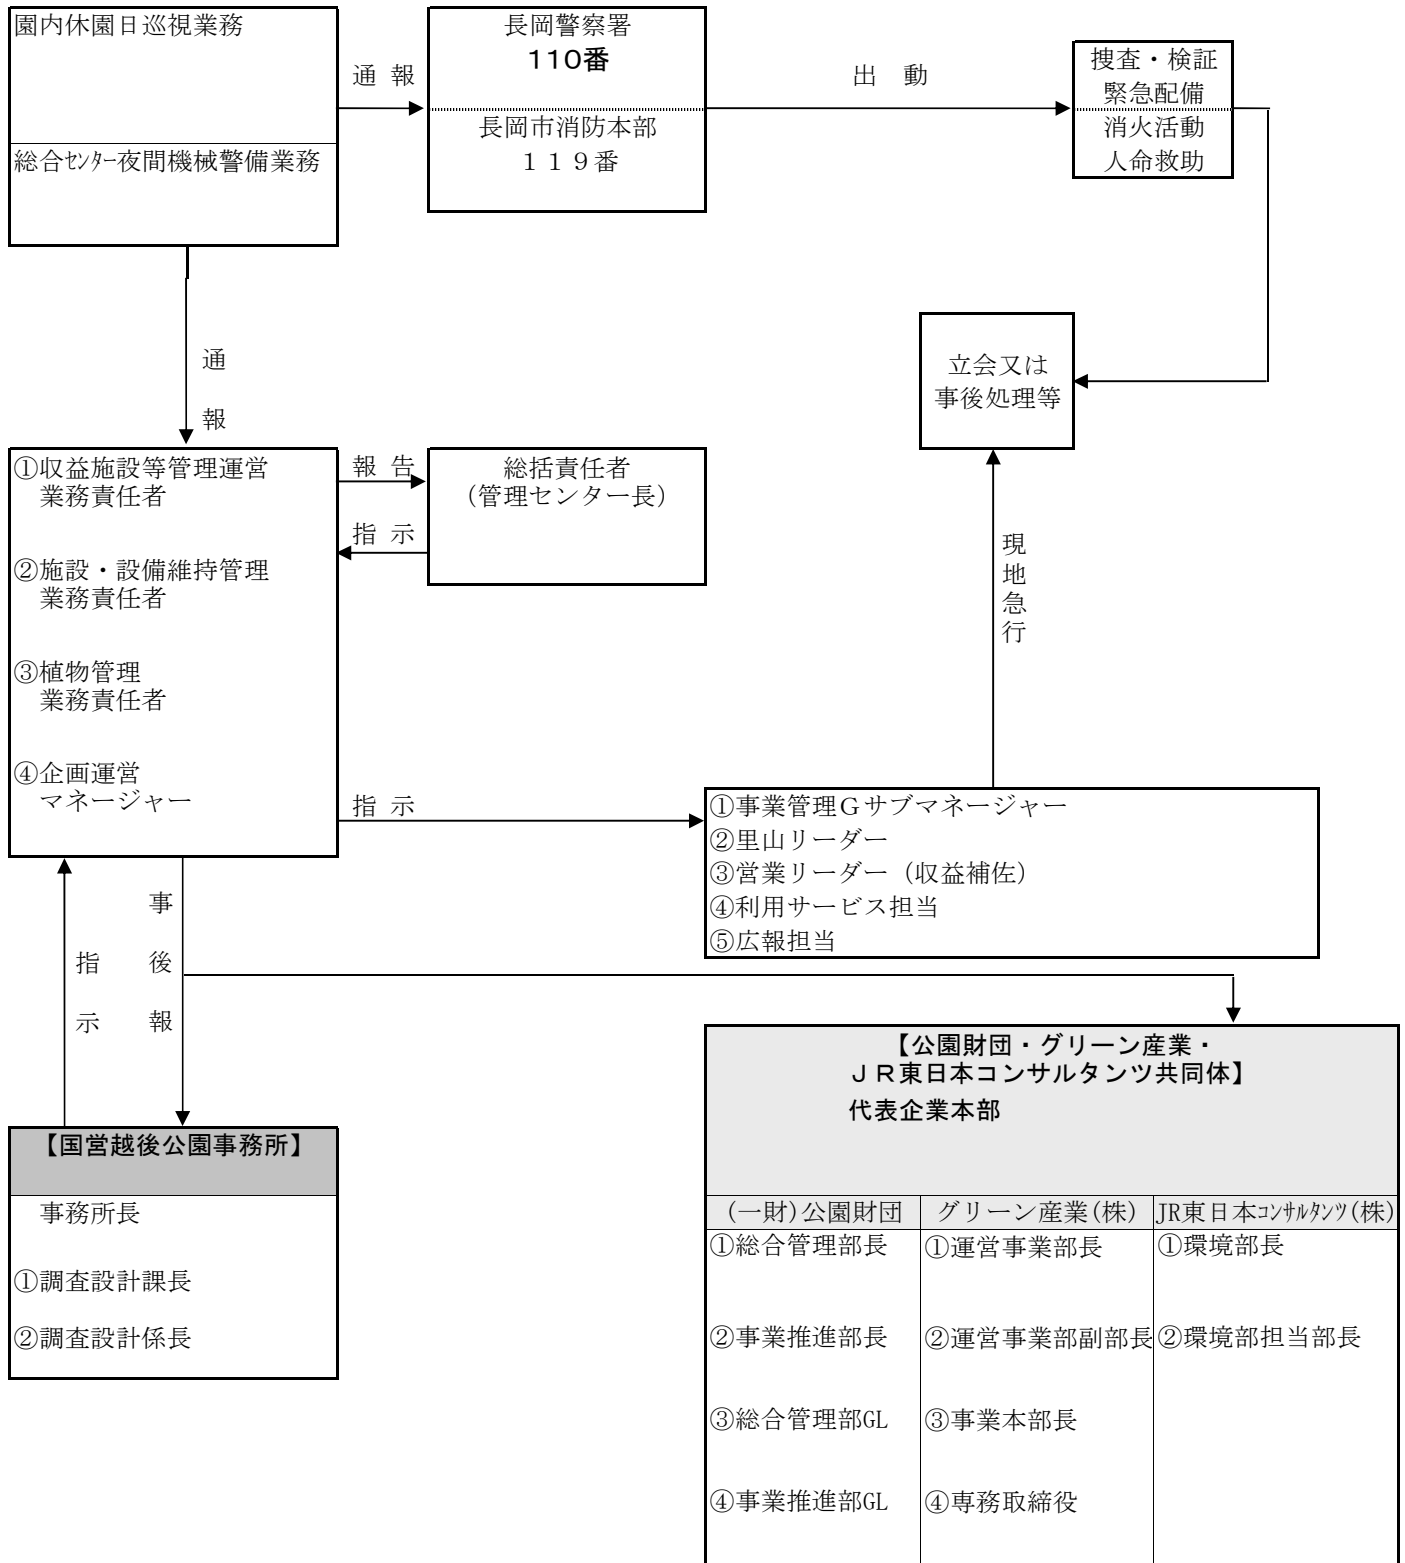 園内休園日巡視業務
総合センター夜間機械警備業務
通報
長岡警察署
110番
長岡市消防本部
119番
出動
捜査・検証
緊急配備
消火活動
人命救助
通報
立会又は
事後処理等
①収益施設等管理運営
業務責任者
②施設・設備維持管理
業務責任者
③植物管理
業務責任者
④企画運営
マネージャー
報告
指示
総括責任者
(管理センター長)
現地急行
指示
①事業管理Gサブマネージャー
②里山リーダー
③営業リーダー(収益補佐)
④利用サービス担当
⑤広報担当
指示
事後報
【国営越後公園事務所】
事務所長
①調査設計課長
②調査設計係長
【公園財団・グリーン産業・
JR東日本コンサルタンツ共同体】
代表企業本部
(一財)公園財団 グリーン産業(株) JR東日本コンサルタンツ(株)
①総合管理部長 ①運営事業部長 ①環境部長
②事業推進部長 ②運営事業部副部長 ②環境部担当部長
③総合管理部GL ③事業本部長
④事業推進部GL ④専務取締役